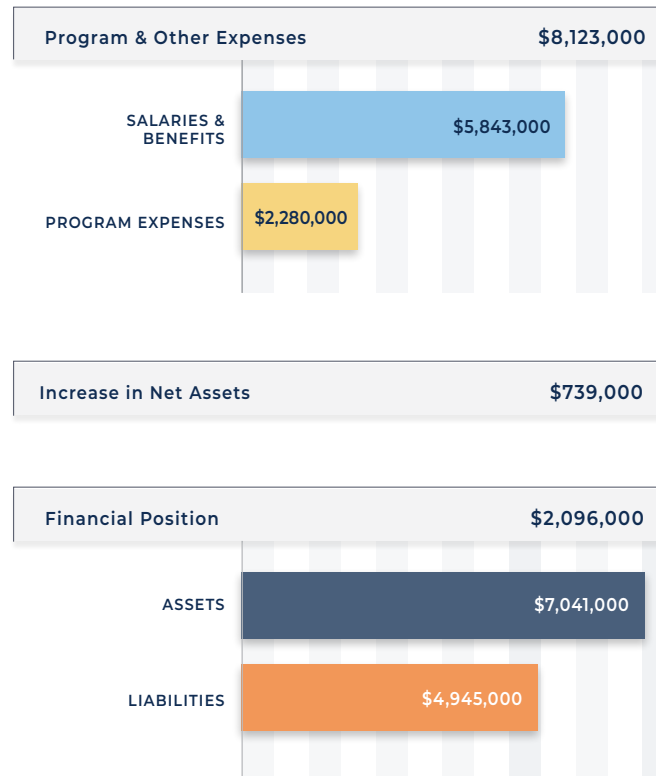 Program & Other Expenses $8,123,000
SALARIES &
BENEFITS
$5,843,000
PROGRAM EXPENSES $2,280,000
Increase in Net Assets $739,000
Financial Position $2,096,000
ASSETS $7,041,000
LIABILITIES $4,945,000